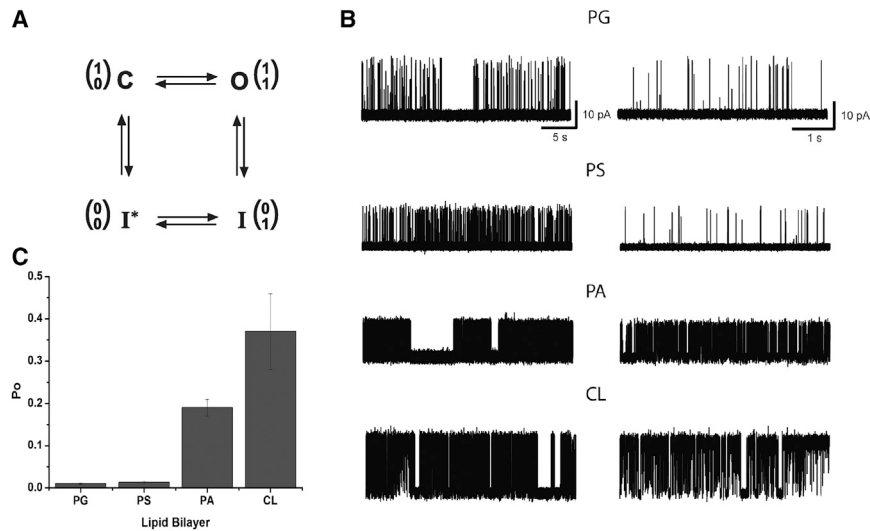 A
(1 0) C O (1 1)
(0 0) I* I (0 1)
B
PG
10 pA
5 s
10 pA
1 s
PS
PA
CL
C
0.5
0.4
0.3
0.2
0.1
0.0
Po
PG PS PA CL
Lipid Bilayer